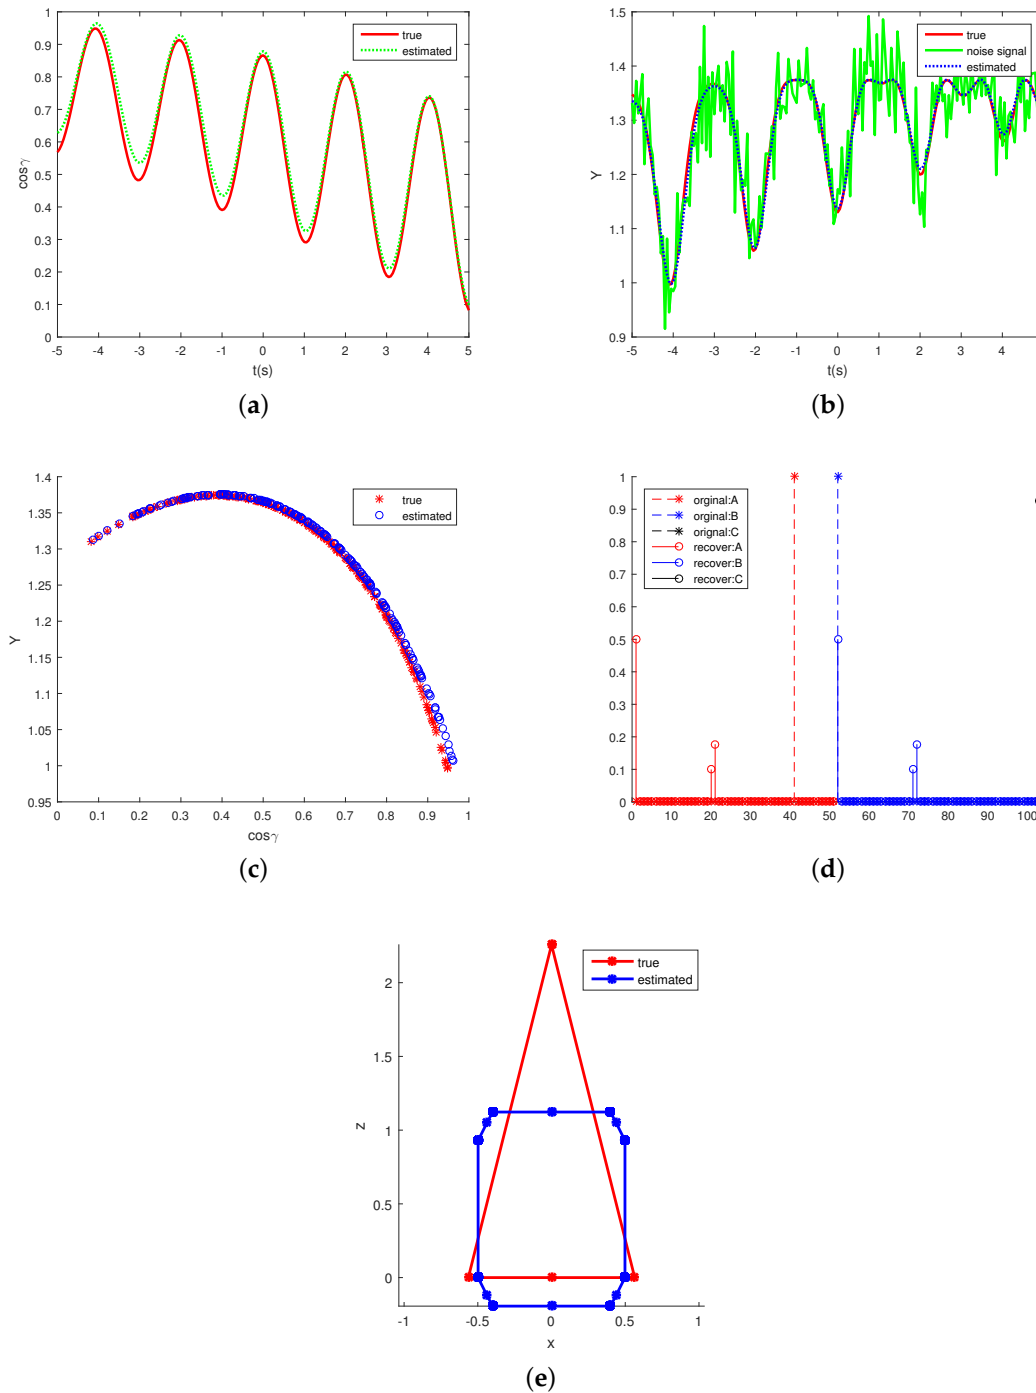 1
0.9
0.8
0.7
0.6
0.5
0.4
0.3
0.2
0.1
0
cosγ
-5 -4 -3 -2 -1 0 1 2 3 4 5
t(s)
true
estimated
(a)
1.5
1.4
1.3
1.2
1.1
1
0.9
Y
-5 -4 -3 -2 -1 0 1 2 3 4
t(s)
true
noise signal
estimated
(b)
1.4
1.35
1.3
1.25
1.2
1.15
1.1
1.05
1
0.95
Y
0 0.1 0.2 0.3 0.4 0.5 0.6 0.7 0.8 0.9 1
cosγ
true
estimated
(c)
1
0.9
0.8
0.7
0.6
0.5
0.4
0.3
0.2
0.1
0
0 10 20 30 40 50 60 70 80 90 100
orginal:A
orginal:B
orignal:C
recover:A
recover:B
recover:C
(d)
2
1.5
1
0.5
0
z
-1 -0.5 0 0.5 1
x
true
estimated
(e)